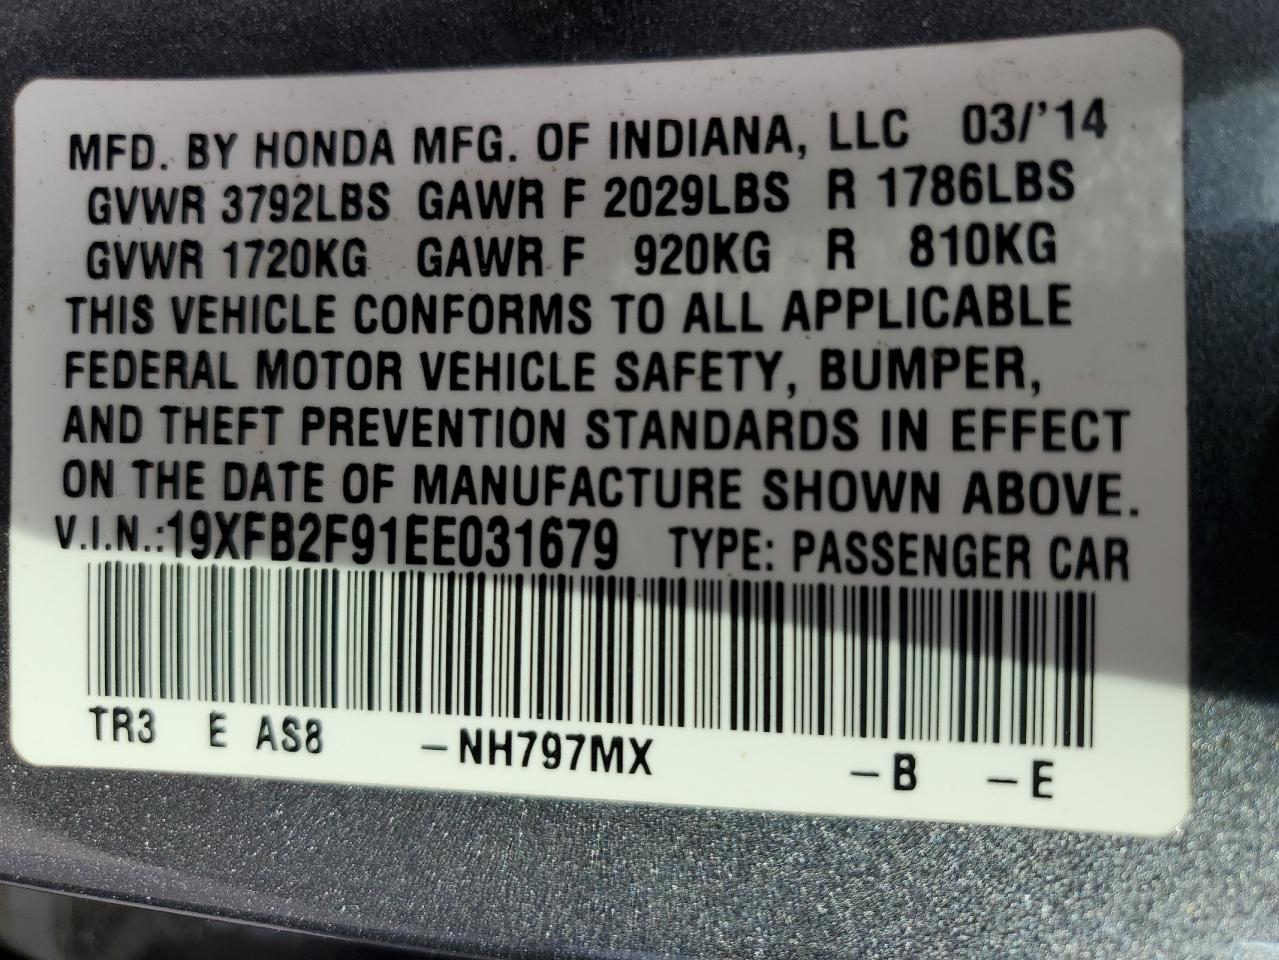 MFD. BY HONDA MFG. OF INDIANA, LLC 03/'14
GVWR 3792LBS GAWR F 2029LBS R 1786LBS
GVWR 1720KG GAWR F 920KG R 810KG
THIS VEHICLE CONFORMS TO ALL APPLICABLE
FEDERAL MOTOR VEHICLE SAFETY, BUMPER,
AND THEFT PREVENTION STANDARDS IN EFFECT
ON THE DATE OF MANUFACTURE SHOWN ABOVE.
V.I.N.:19XFB2F91EE031679 TYPE: PASSENGER CAR
TR3 E AS8 –NH797MX –B –E